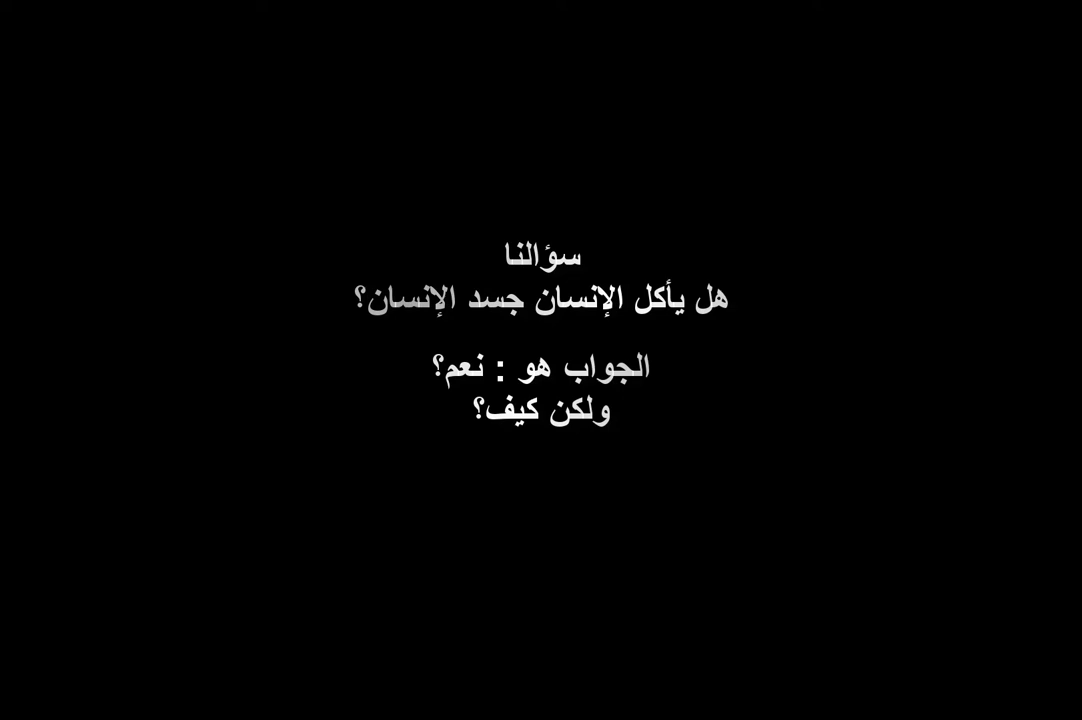 سؤالنا
هل يأكل الإنسان جسد الإنسان؟
الجواب هو : نعم؟
ولكن كيف؟